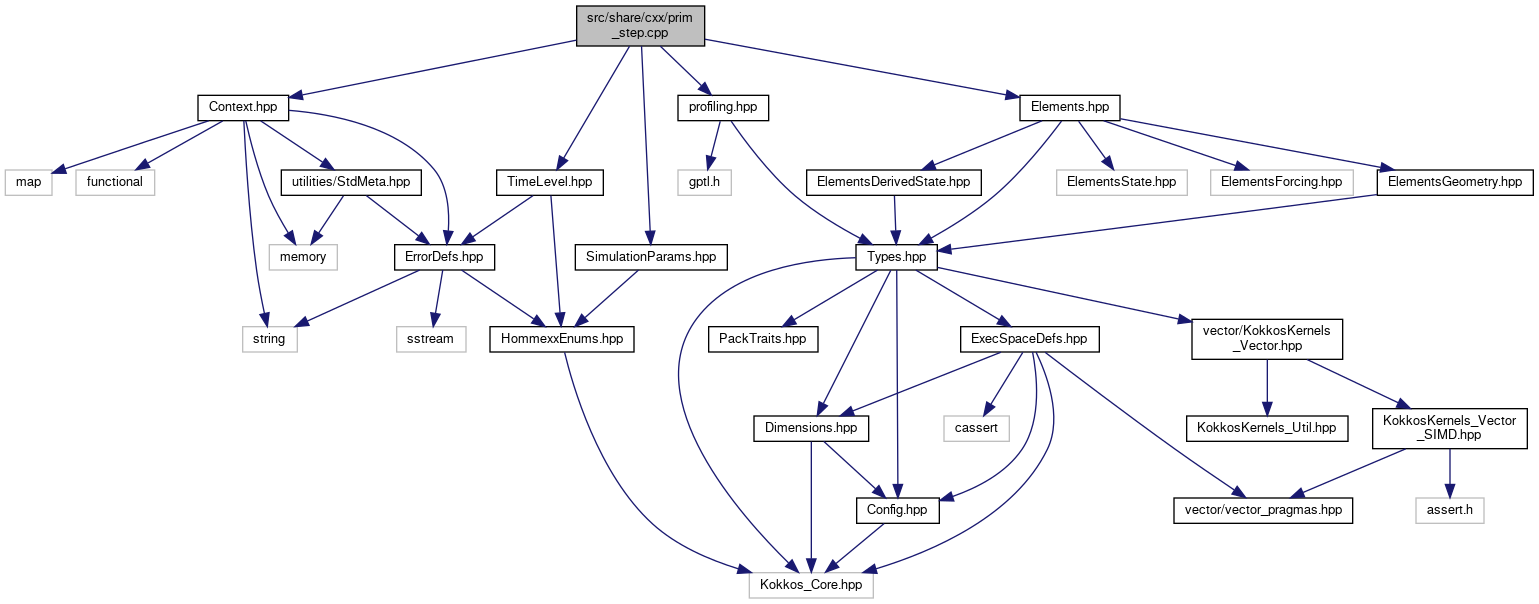 src/share/cxx/prim
_step.cpp
Context.hpp
profiling.hpp
Elements.hpp
map
functional
utilities/StdMeta.hpp
TimeLevel.hpp
gptl.h
ElementsDerivedState.hpp
ElementsState.hpp
ElementsForcing.hpp
ElementsGeometry.hpp
memory
ErrorDefs.hpp
SimulationParams.hpp
Types.hpp
string
sstream
HommexxEnums.hpp
PackTraits.hpp
ExecSpaceDefs.hpp
vector/KokkosKernels
_Vector.hpp
Dimensions.hpp
cassert
KokkosKernels_Util.hpp
KokkosKernels_Vector
_SIMD.hpp
Config.hpp
vector/vector_pragmas.hpp
assert.h
Kokkos_Core.hpp